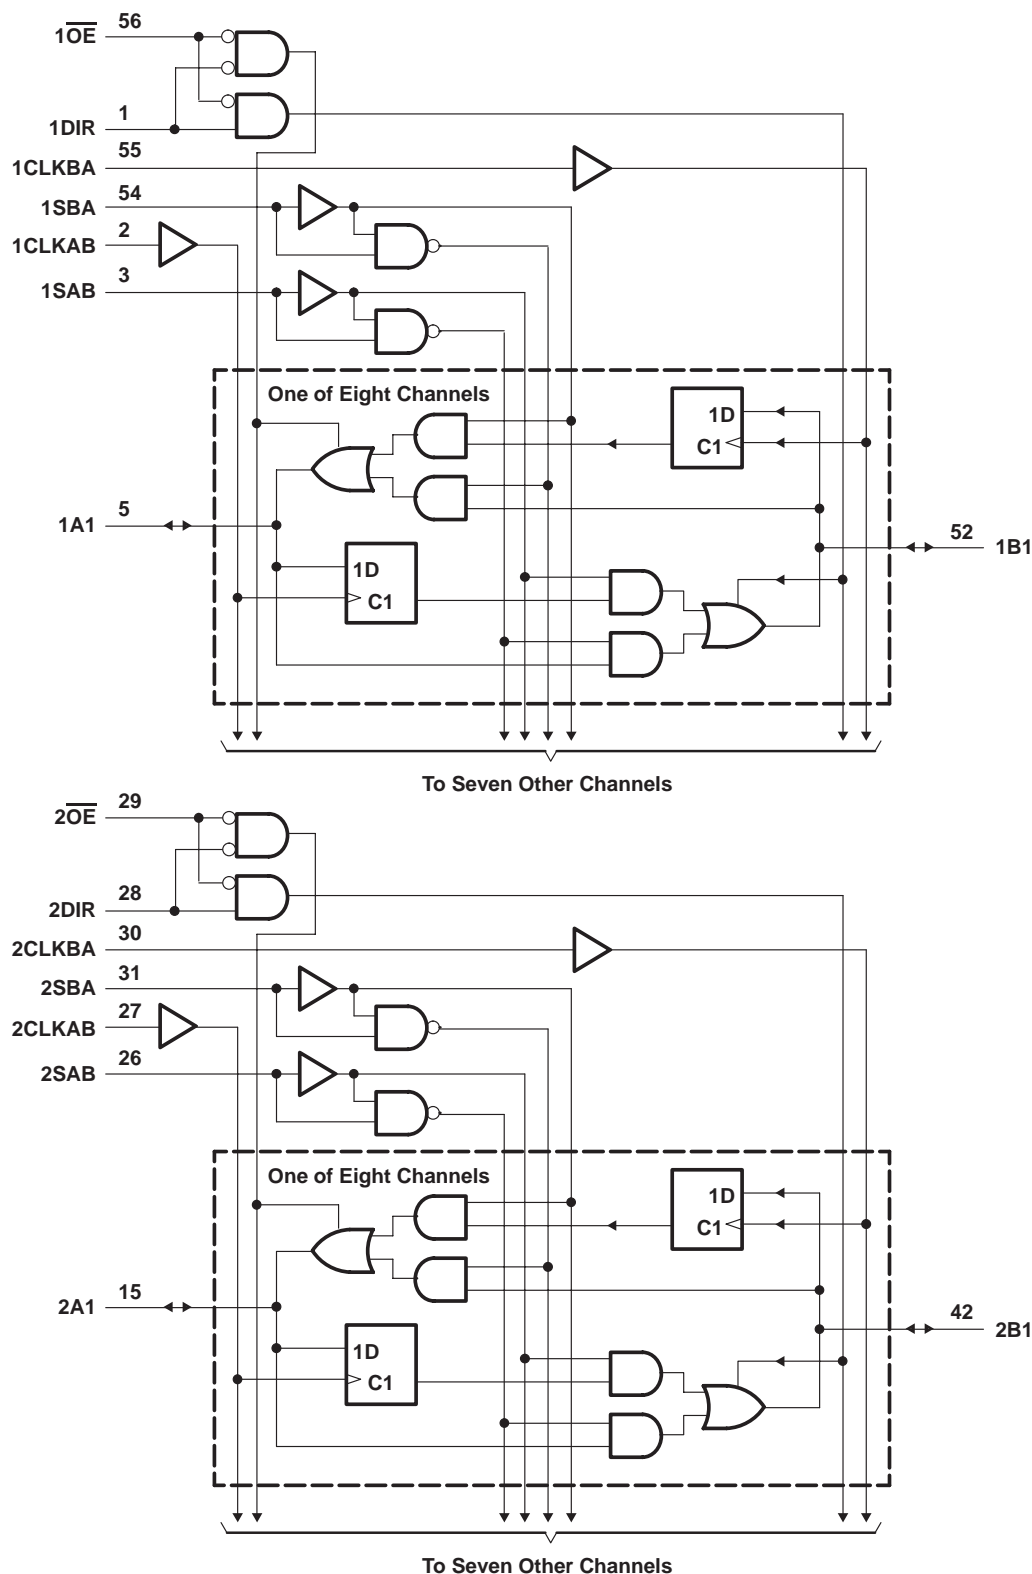 1O̅E̅ 56
1DIR 1
1CLKBA 55
1SBA 54
1CLKAB 2
1SAB 3
One of Eight Channels
1D
C1
1A1 5
52 1B1
1D
C1
To Seven Other Channels
2O̅E̅ 29
2DIR 28
2CLKBA 30
2SBA 31
2CLKAB 27
2SAB 26
One of Eight Channels
1D
C1
2A1 15
42 2B1
1D
C1
To Seven Other Channels